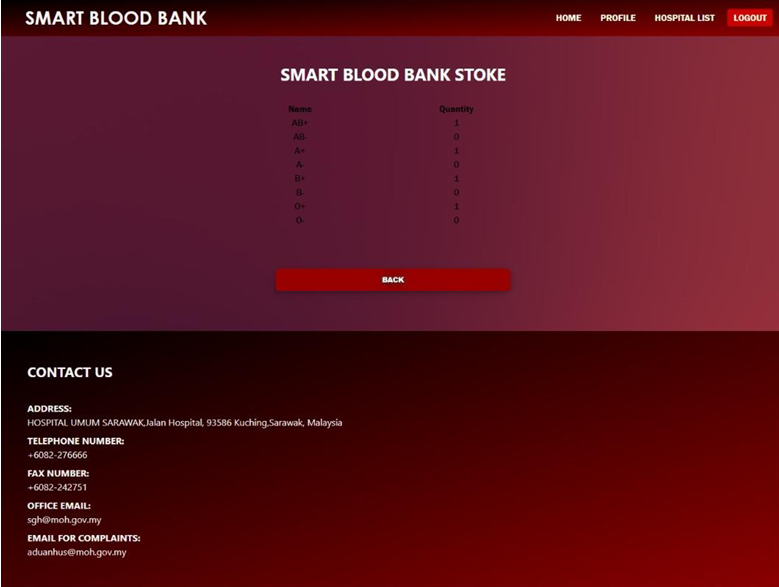 SMART BLOOD BANK
HOME PROFILE HOSPITAL LIST LOGOUT
SMART BLOOD BANK STOKE
Name Quantity
AB+ 1
AB- 0
A+ 1
A- 0
B+ 1
B- 0
O+ 1
O- 0
BACK
CONTACT US
ADDRESS:
HOSPITAL UMUM SARAWAK,Jalan Hospital, 93586 Kuching,Sarawak, Malaysia
TELEPHONE NUMBER:
+6082-276666
FAX NUMBER:
+6082-242751
OFFICE EMAIL:
sgh@moh.gov.my
EMAIL FOR COMPLAINTS:
aduanhus@moh.gov.my